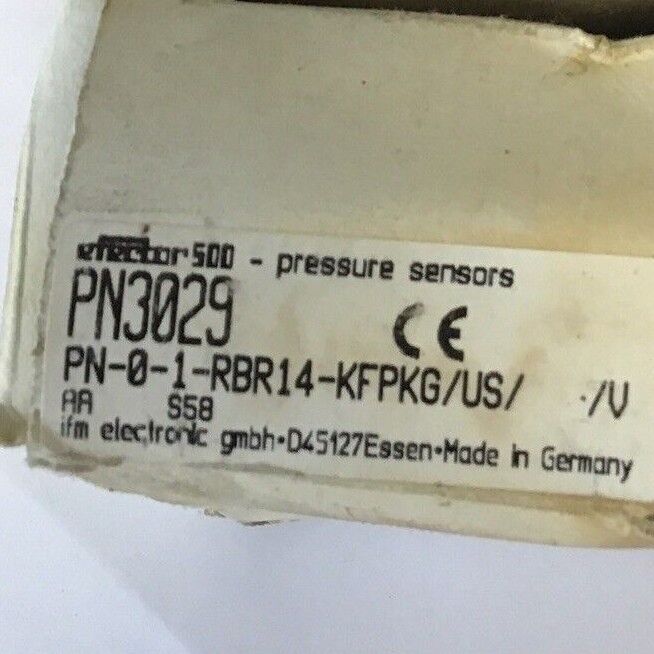 efector500 - pressure sensors
PN3029 CE
PN-0-1-RBR14-KFPKG/US/ ./V
AA S58
ifm electronic gmbh•D45127Essen•Made in Germany